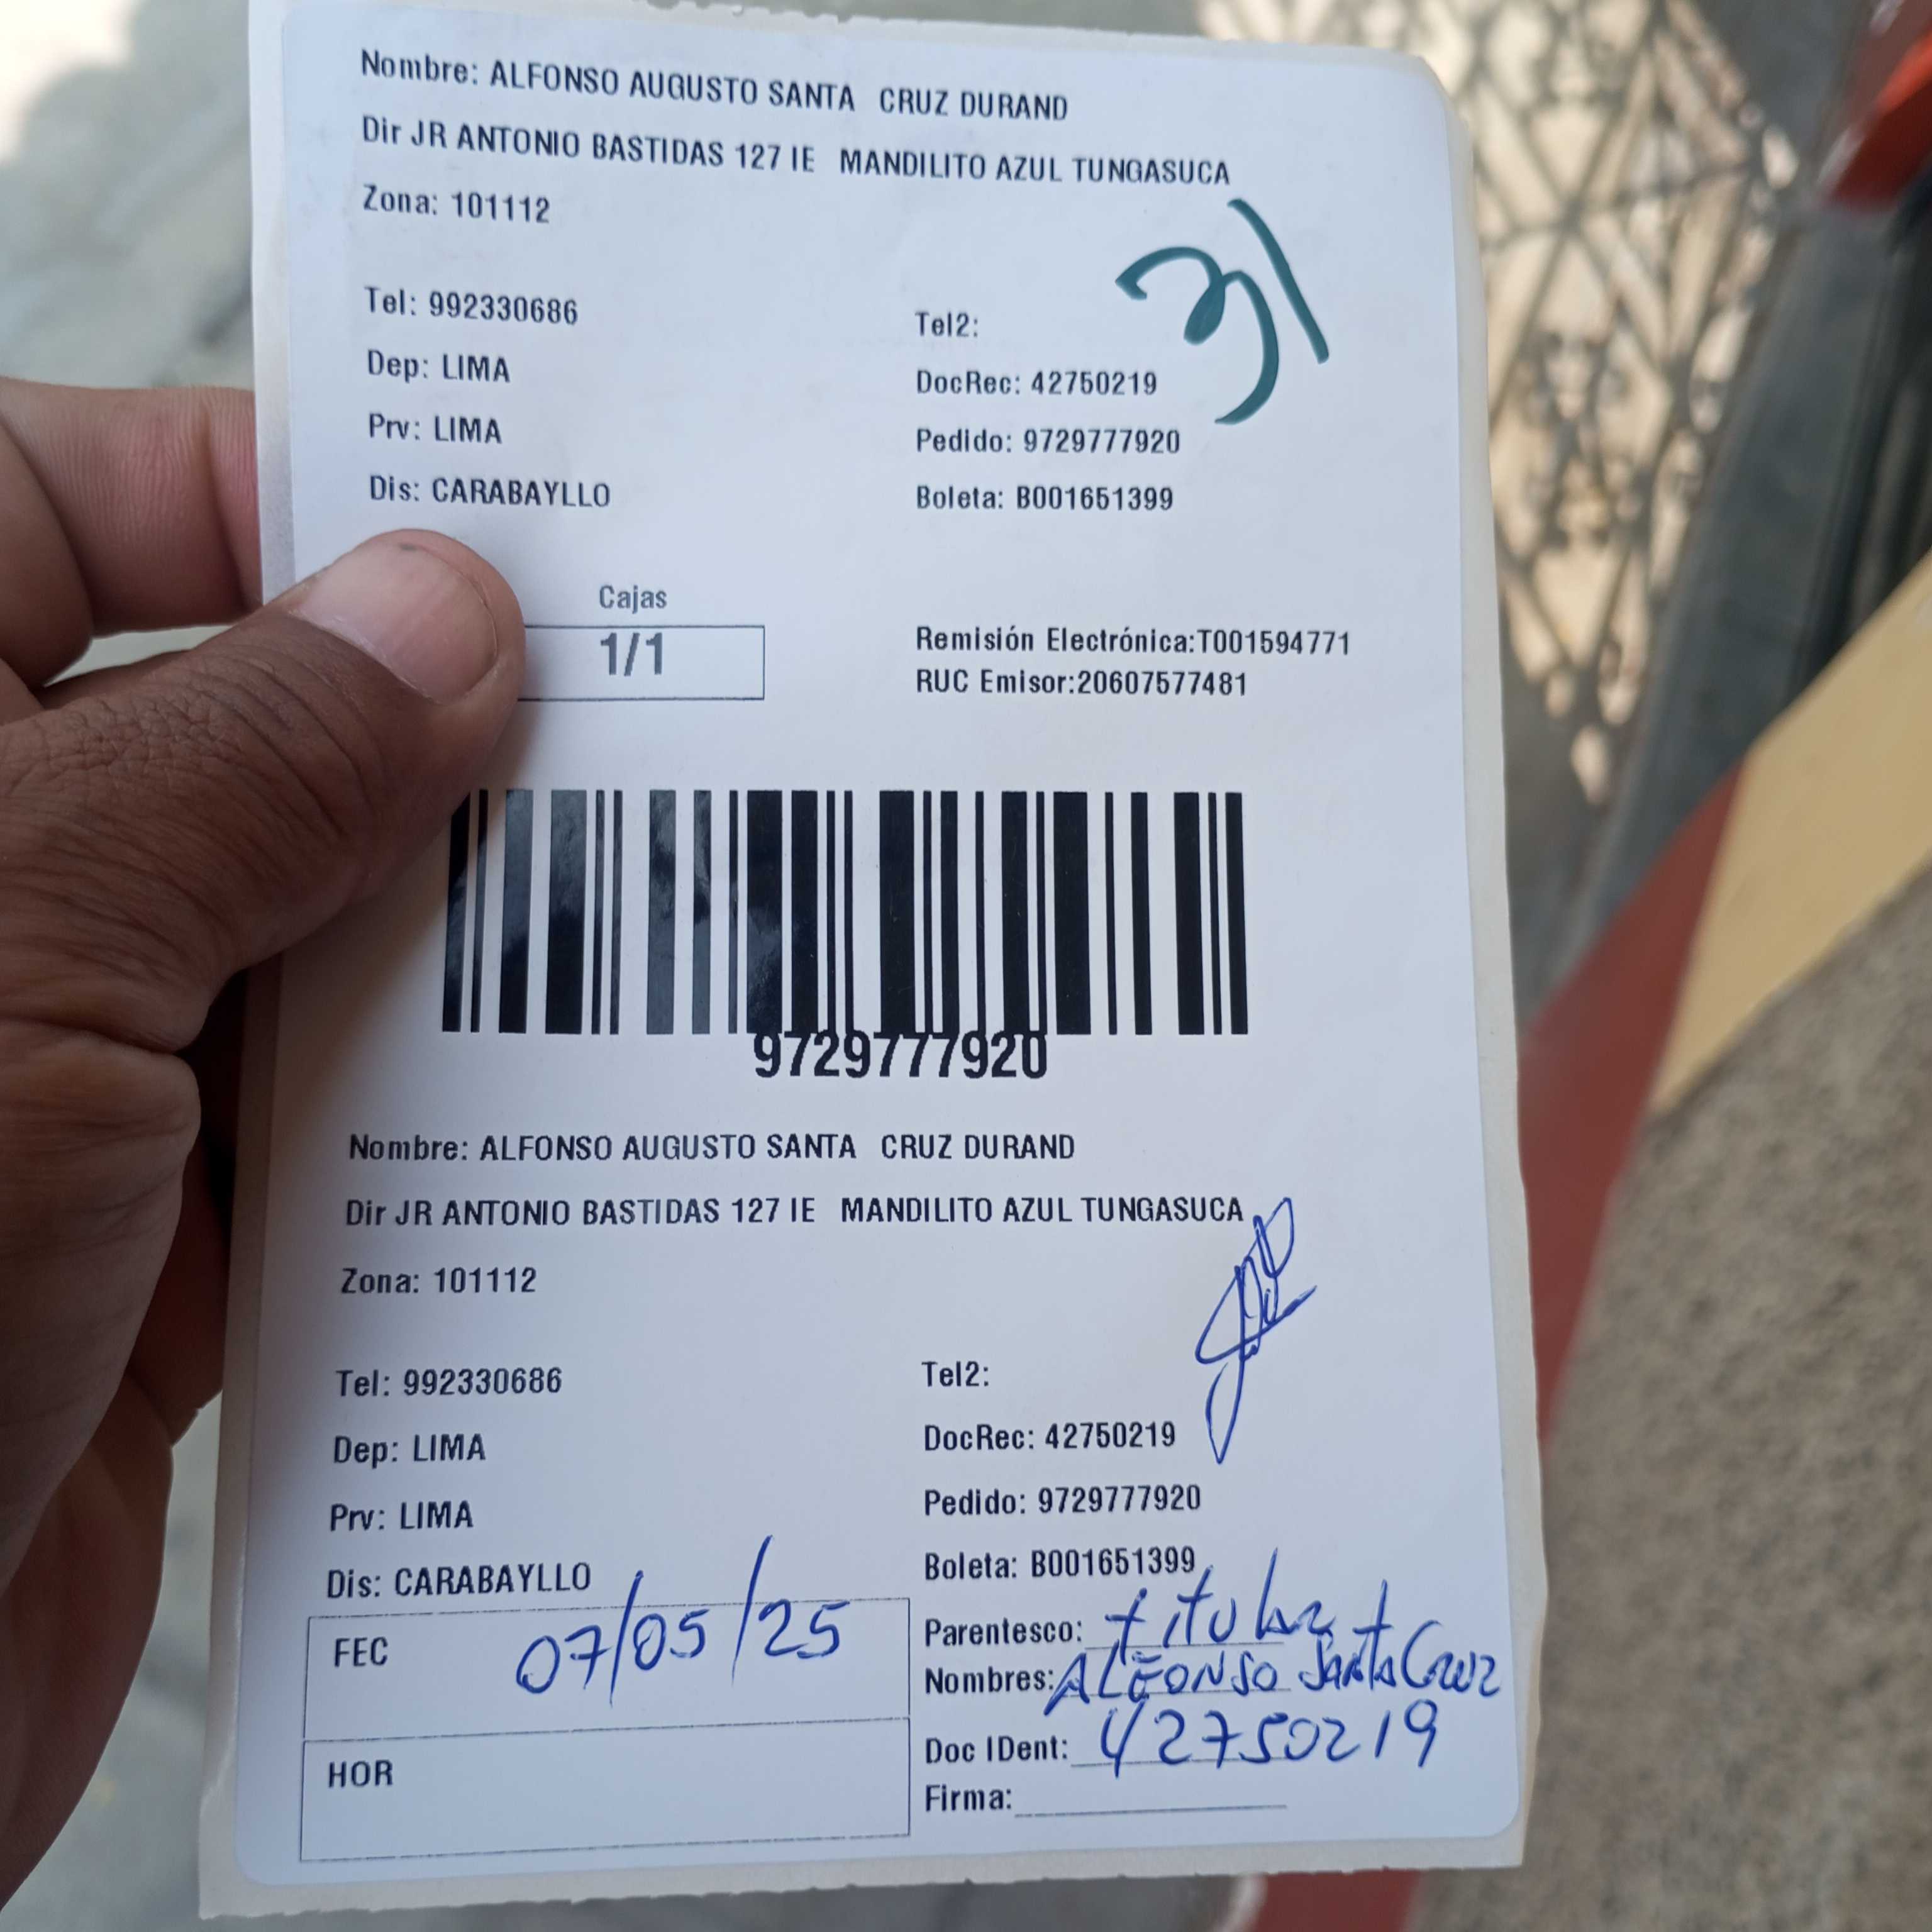 Nombre: ALFONSO AUGUSTO SANTA CRUZ DURAND
Dir JR ANTONIO BASTIDAS 127 IE MANDILITO AZUL TUNGASUCA
Zona: 101112
31
Tel: 992330686
Tel2:
Dep: LIMA
DocRec: 42750219
Prv: LIMA
Pedido: 9729777920
Dis: CARABAYLLO
Boleta: B001651399
Cajas
1/1
Remisión Electrónica:T001594771
RUC Emisor:20607577481
9729777920
Nombre: ALFONSO AUGUSTO SANTA CRUZ DURAND
Dir JR ANTONIO BASTIDAS 127 IE MANDILITO AZUL TUNGASUCA
Zona: 101112
Tel: 992330686
Tel2:
Dep: LIMA
DocRec: 42750219
Prv: LIMA
Pedido: 9729777920
Dis: CARABAYLLO
Boleta: B001651399
FEC 07/05/25
Parentesco: titular
Nombres: ALFONSO Santa Cruz
HOR
Doc IDent: 42750219
Firma: